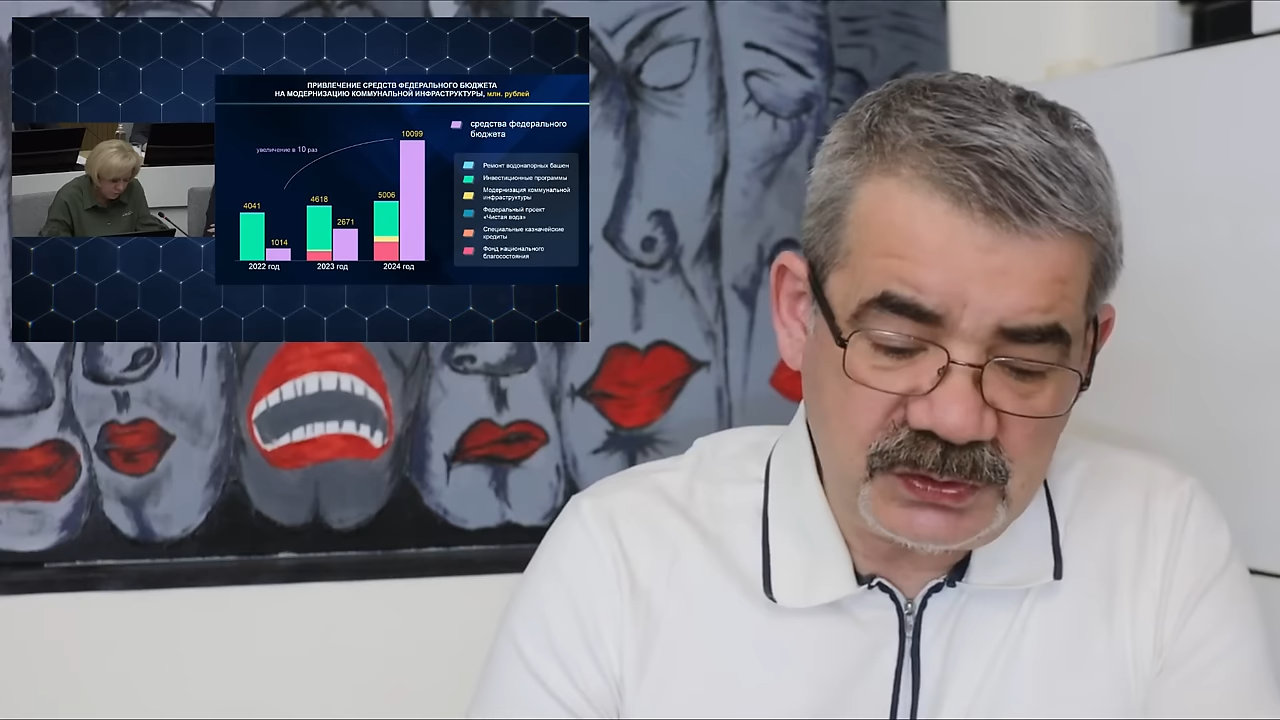 ПРИВЛЕЧЕНИЕ СРЕДСТВ ФЕДЕРАЛЬНОГО БЮДЖЕТА
НА МОДЕРНИЗАЦИЮ КОММУНАЛЬНОЙ ИНФРАСТРУКТУРЫ, млн. рублей
увеличение в 10 раз
4041
1014
4618
2671
5006
10099
2022 год
2023 год
2024 год
средства федерального
бюджета
Ремонт водонапорных башен
Инвестиционные программы
Модернизация коммунальной
инфраструктуры
Федеральный проект
«Чистая вода»
Специальные казначейские
кредиты
Фонд национального
благосостояния